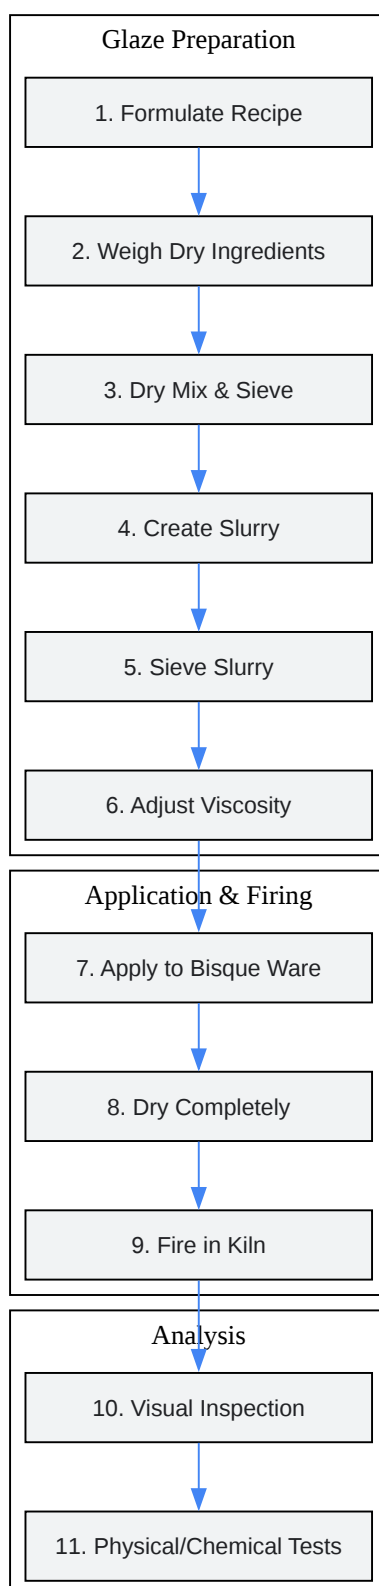 Glaze Preparation
1. Formulate Recipe
2. Weigh Dry Ingredients
3. Dry Mix & Sieve
4. Create Slurry
5. Sieve Slurry
6. Adjust Viscosity
Application & Firing
7. Apply to Bisque Ware
8. Dry Completely
9. Fire in Kiln
Analysis
10. Visual Inspection
11. Physical/Chemical Tests